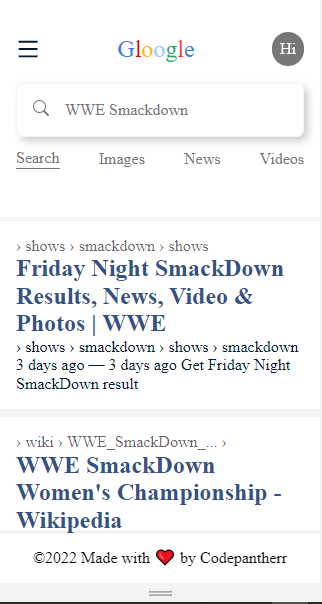 Gloogle
Hi
WWE Smackdown
Search Images News Videos
› shows › smackdown › shows
Friday Night SmackDown
Results, News, Video &
Photos | WWE
› shows › smackdown › shows › smackdown
3 days ago — 3 days ago Get Friday Night
SmackDown result
› wiki › WWE_SmackDown_... ›
WWE SmackDown
Women's Championship -
Wikipedia
©2022 Made with ❤️ by Codepantherr